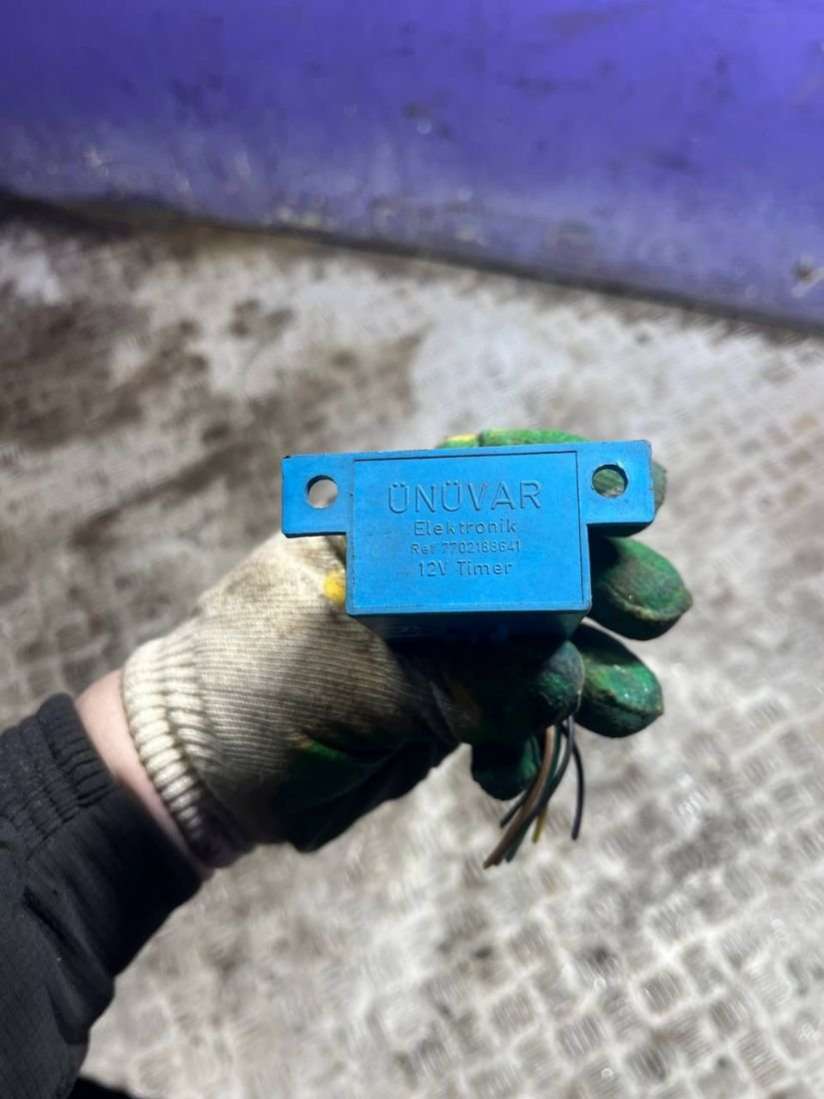 ÜNÜVAR
Elektronik
Ref 7702188641
12V Timer